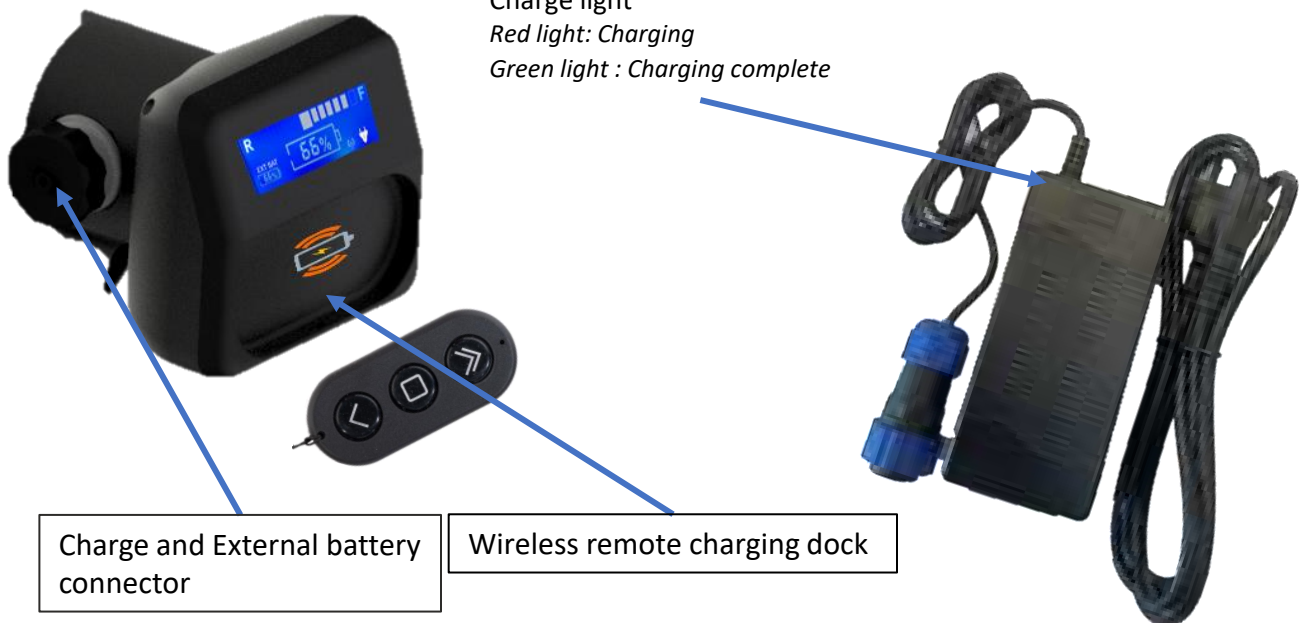 Charge light
Red light: Charging
Green light : Charging complete
R
F
66%
EXT BAT
Charge and External battery
connector
Wireless remote charging dock